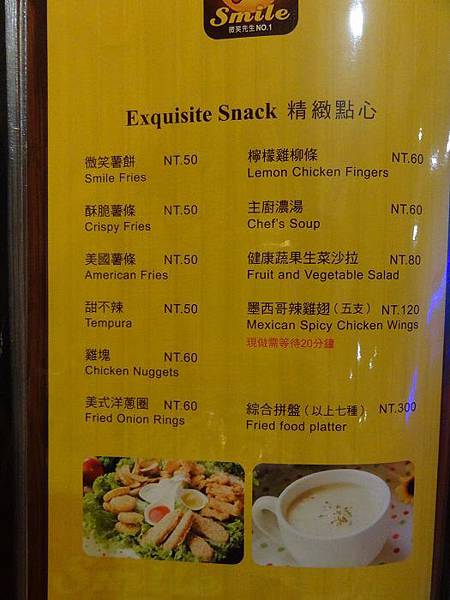 Smile
微笑先生NO.1
Exquisite Snack 精緻點心
微笑薯餅 NT.50
Smile Fries
酥脆薯條 NT.50
Crispy Fries
美國薯條 NT.50
American Fries
甜不辣 NT.50
Tempura
雞塊 NT.60
Chicken Nuggets
美式洋蔥圈 NT.60
Fried Onion Rings
檸檬雞柳條 NT.60
Lemon Chicken Fingers
主廚濃湯 NT.60
Chef's Soup
健康蔬果生菜沙拉 NT.80
Fruit and Vegetable Salad
墨西哥辣雞翅（五支） NT.120
Mexican Spicy Chicken Wings
現做需等待20分鐘
綜合拼盤（以上七種） NT.300
Fried food platter